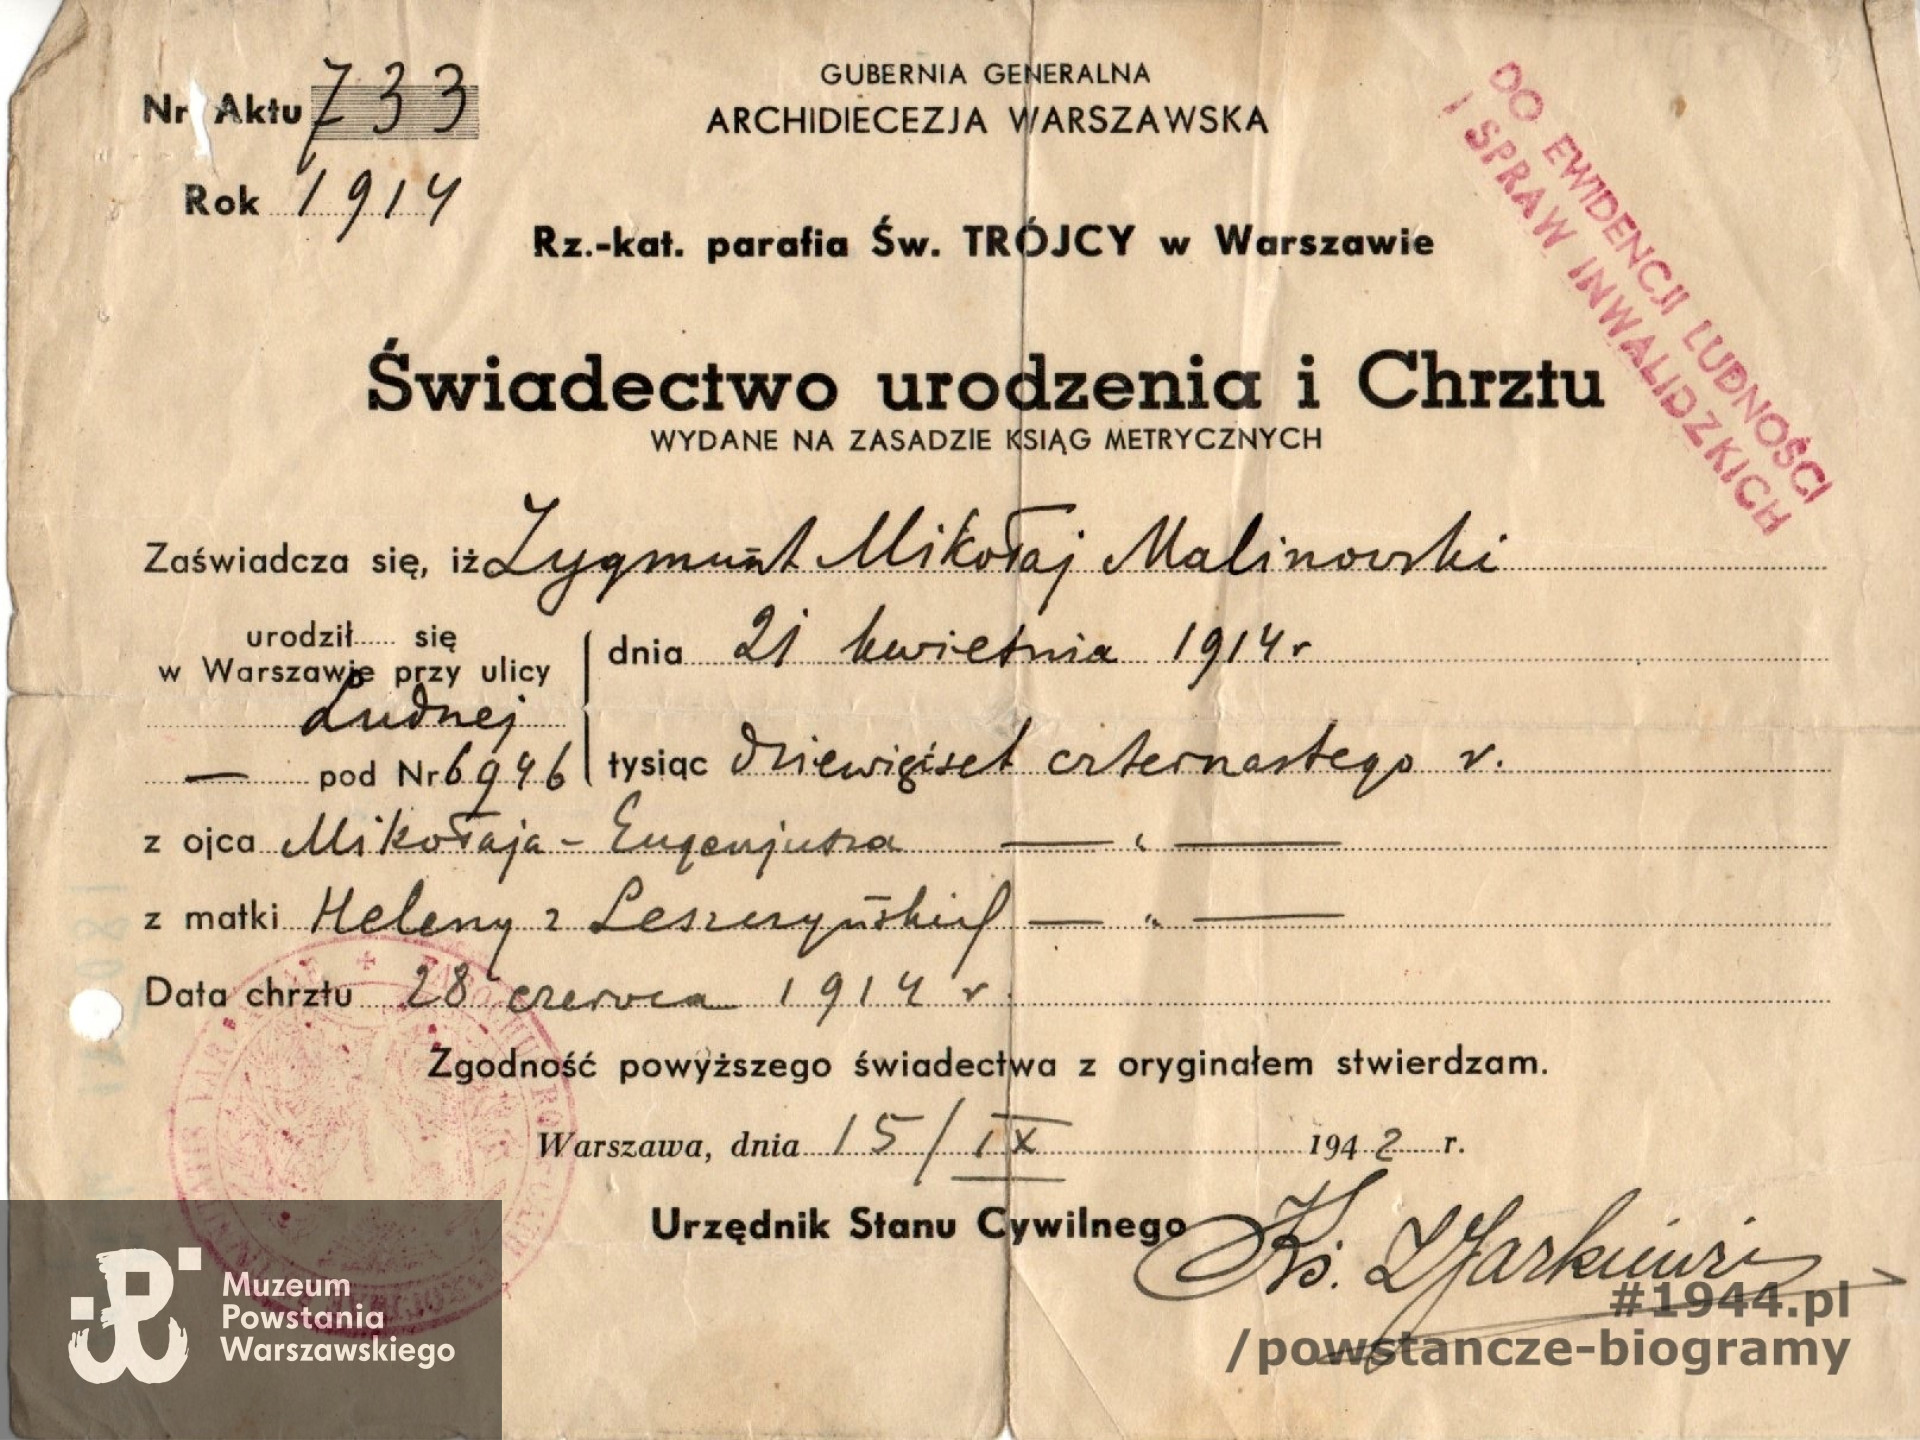 Nr Aktu 733
Rok 1914
GUBERNIA GENERALNA
ARCHIDIECEZJA WARSZAWSKA
Rz.-kat. parafia Św. TRÓJCY w Warszawie
DO EWIDENCJI LUDNOŚCI
I SPRAW INWALIDZKICH
Świadectwo urodzenia i Chrztu
WYDANE NA ZASADZIE KSIĄG METRYCZNYCH
Zaświadcza się, iż Zygmunt Mikołaj Malinowski
urodził..... się
w Warszawie przy ulicy
Ludnej
— pod Nr 6946
dnia 21 kwietnia 1914 r
tysiąc dziewięćset czternastego r.
z ojca Mikołaja - Eugenjusza — „ —
z matki Heleny z Leszczyńskich — „ —
Data chrztu 28 czerwca 1914 r.
Zgodność powyższego świadectwa z oryginałem stwierdzam.
Warszawa, dnia 15/IX 1942 r.
Urzędnik Stanu Cywilnego
Ks.
Muzeum
Powstania
Warszawskiego
#1944.pl
/powstancze-biogramy